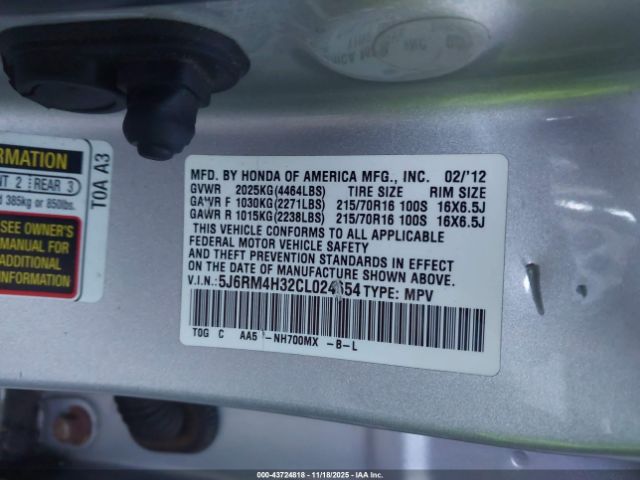 RMATION
NT 2 REAR 3
d 385kg or 850lbs.
SEE OWNER'S
MANUAL FOR
ADDITIONAL
INFORMATION
T0A A3
MFD. BY HONDA OF AMERICA MFG., INC. 02/'12
GVWR 2025KG(4464LBS) TIRE SIZE RIM SIZE
GAWR F 1030KG(2271LBS) 215/70R16 100S 16X6.5J
GAWR R 1015KG(2238LBS) 215/70R16 100S 16X6.5J
THIS VEHICLE CONFORMS TO ALL APPLICABLE
FEDERAL MOTOR VEHICLE SAFETY
AND THEFT PREVENTION STANDARDS IN EFFECT
ON THE DATE OF MANUFACTURE SHOWN ABOVE.
V.I.N.: TYPE: MPV
T0G C AA5 -NH700MX -B-L
000-43724818 - 11/18/2025 - IAA Inc.